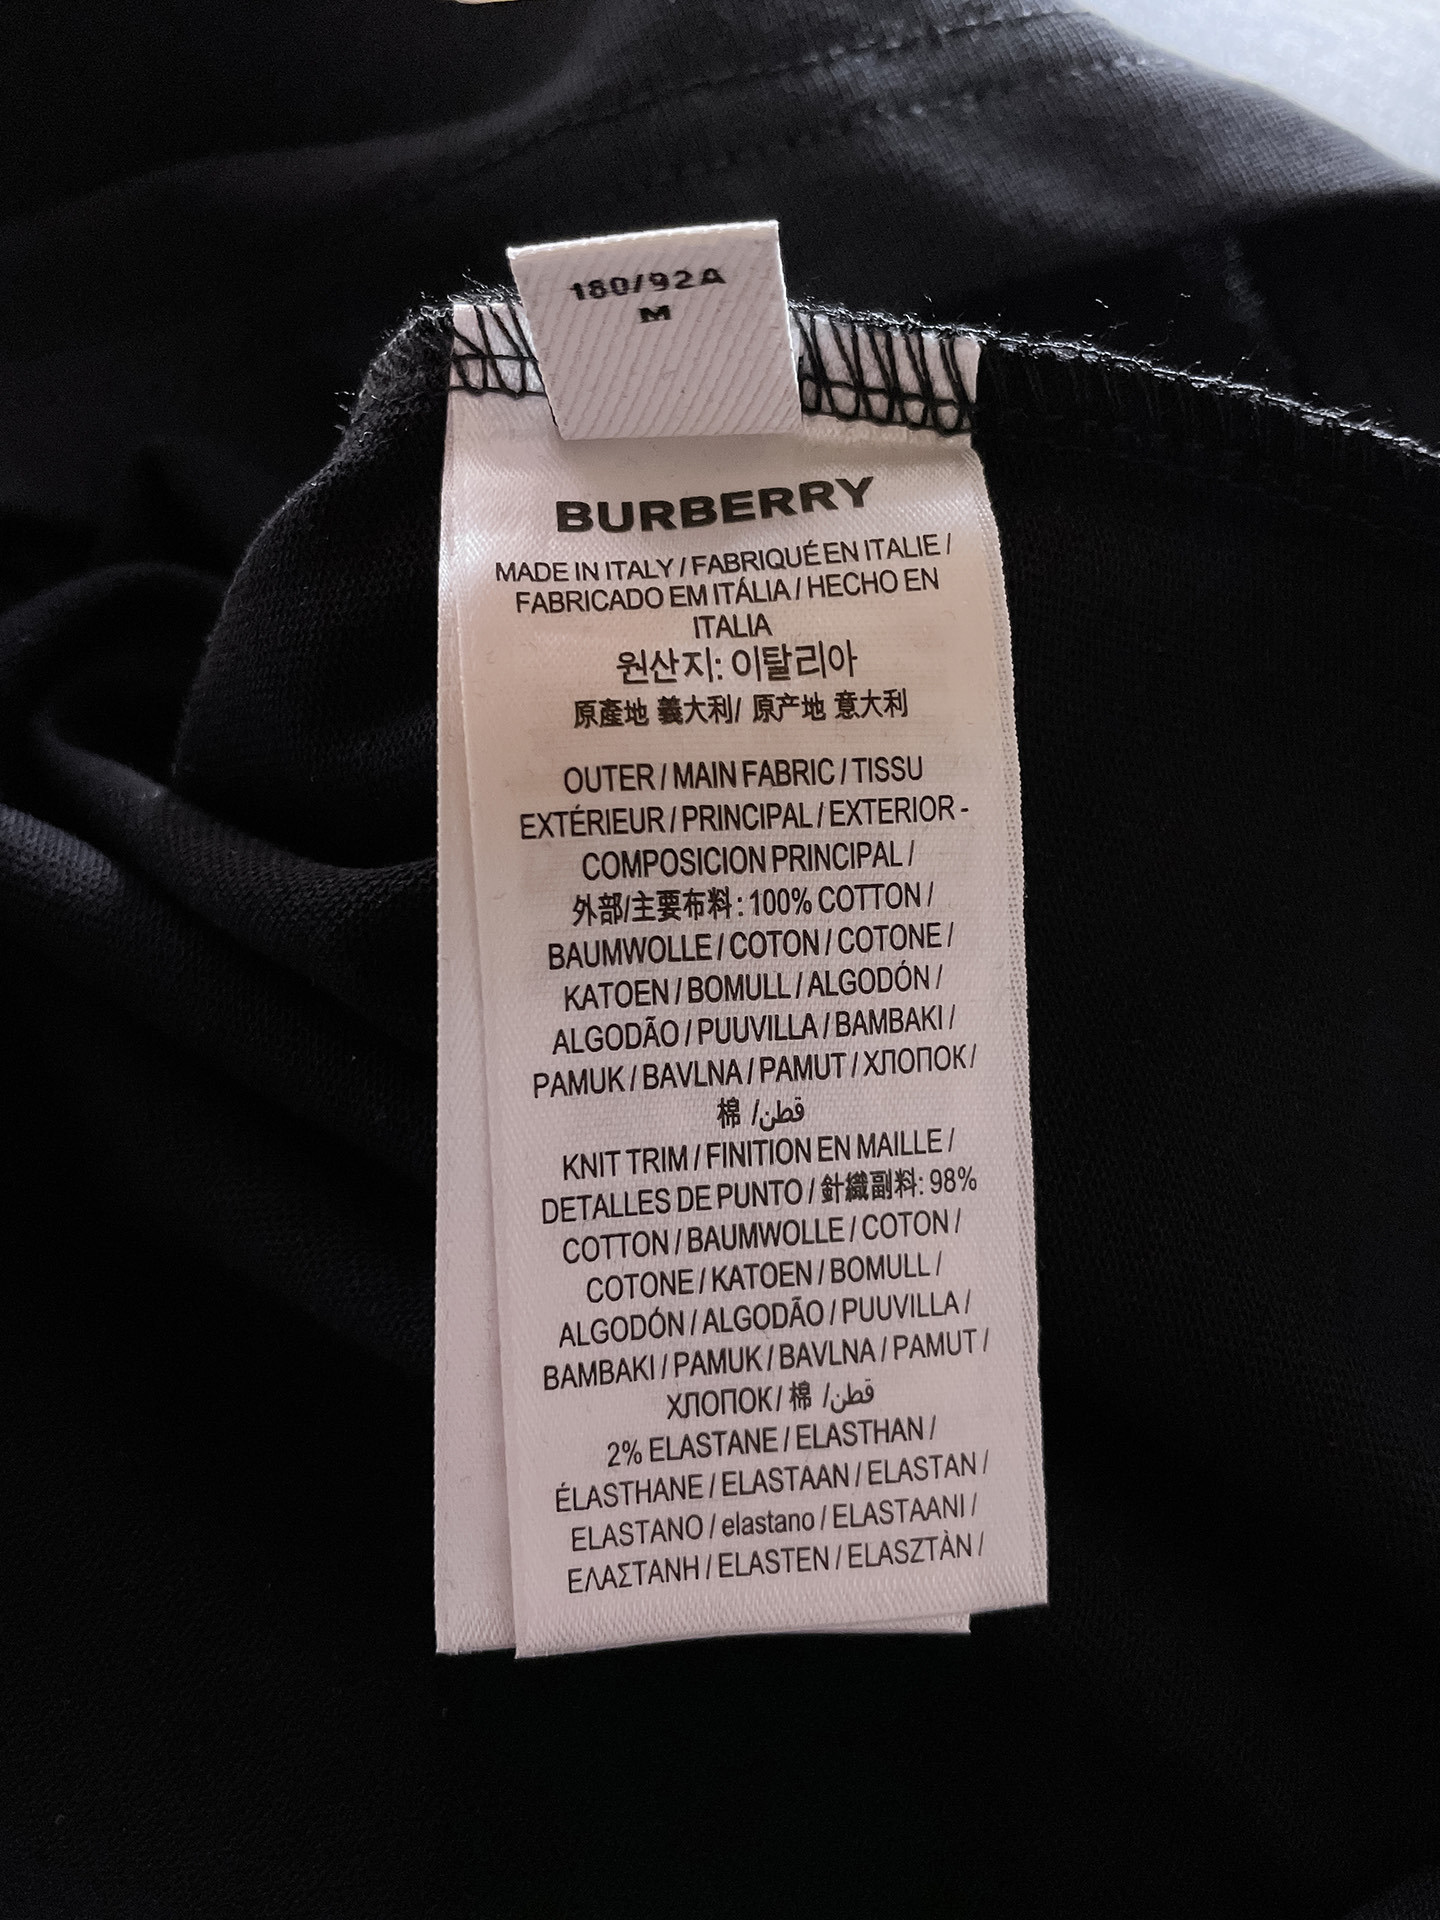 180/92A
M
BURBERRY
MADE IN ITALY / FABRIQUÉ EN ITALIE /
FABRICADO EM ITÁLIA / HECHO EN
ITALIA
원산지: 이탈리아
原產地 義大利/ 原产地 意大利
OUTER / MAIN FABRIC / TISSU
EXTÉRIEUR / PRINCIPAL / EXTERIOR -
COMPOSICION PRINCIPAL /
外部/主要布料: 100% COTTON /
BAUMWOLLE / COTON / COTONE /
KATOEN / BOMULL / ALGODÓN /
ALGODÃO / PUUVILLA / BAMBAKI /
PAMUK / BAVLNA / PAMUT / ХЛОПОК /
棉 /قطن
KNIT TRIM / FINITION EN MAILLE /
DETALLES DE PUNTO / 針織副料: 98%
COTTON / BAUMWOLLE / COTON /
COTONE / KATOEN / BOMULL /
ALGODÓN / ALGODÃO / PUUVILLA /
BAMBAKI / PAMUK / BAVLNA / PAMUT /
ХЛОПОК / 棉 /قطن
2% ELASTANE / ELASTHAN /
ÉLASTHANE / ELASTAAN / ELASTAN /
ELASTANO / elastano / ELASTAANI /
ΕΛΑΣΤΑΝΗ / ELASTEN / ELASZTÀN /